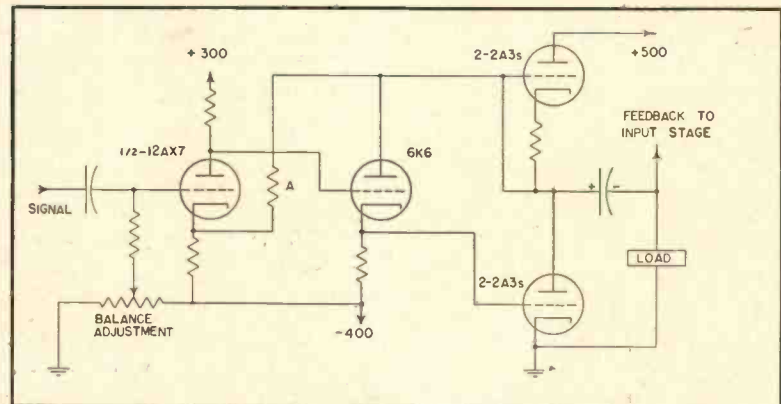 +300
2-2A3s
+500
FEEDBACK TO
INPUT STAGE
1/2-12AX7
6K6
A
+ -
SIGNAL
LOAD
2-2A3s
BALANCE
ADJUSTMENT
-400